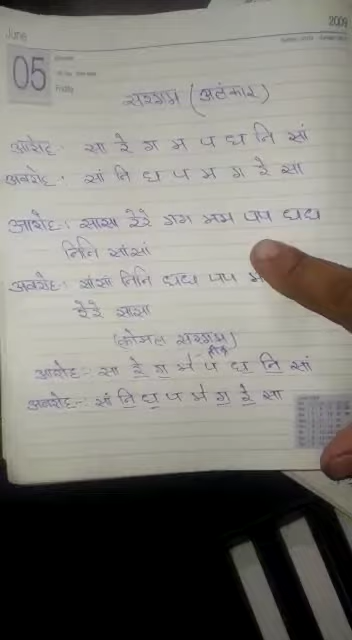 June
2009
05
Friday
सरगम (अलंकार)
आरोह:- सा रे ग म प ध नि सां
अवरोह:- सां नि ध प म ग रे सा
आरोह:- सासा रेरे गग मम पप धध
निनि सांसां
अवरोह:- सांसां निनि धध पप म
रेरे सासा
(कोमल सरगम)
आरोह:- सा रे॒ ग॒ मे प ध॒ नि॒ सां
अवरोह:- सां नि॒ ध॒ प मे ग॒ रे॒ सा